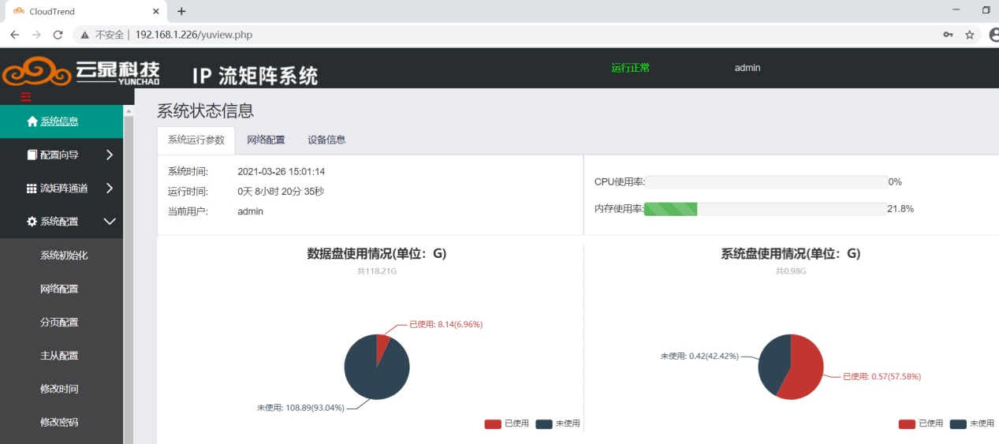 CloudTrend
不安全 | 192.168.1.226/yuview.php
云晁科技
YUNCHAO
IP 流矩阵系统
运行正常
admin
系统信息
配置向导
流矩阵通道
系统配置
系统初始化
网络配置
分页配置
主从配置
修改时间
修改密码
系统状态信息
系统运行参数 网络配置 设备信息
系统时间: 2021-03-26 15:01:14
运行时间: 0天 8小时 20分 35秒
当前用户: admin
CPU使用率: 0%
内存使用率: 21.8%
数据盘使用情况(单位：G)
共118.21G
已使用: 8.14(6.96%)
未使用: 108.89(93.04%)
已使用 未使用
系统盘使用情况(单位：G)
共0.98G
未使用: 0.42(42.42%)
已使用: 0.57(57.58%)
已使用 未使用